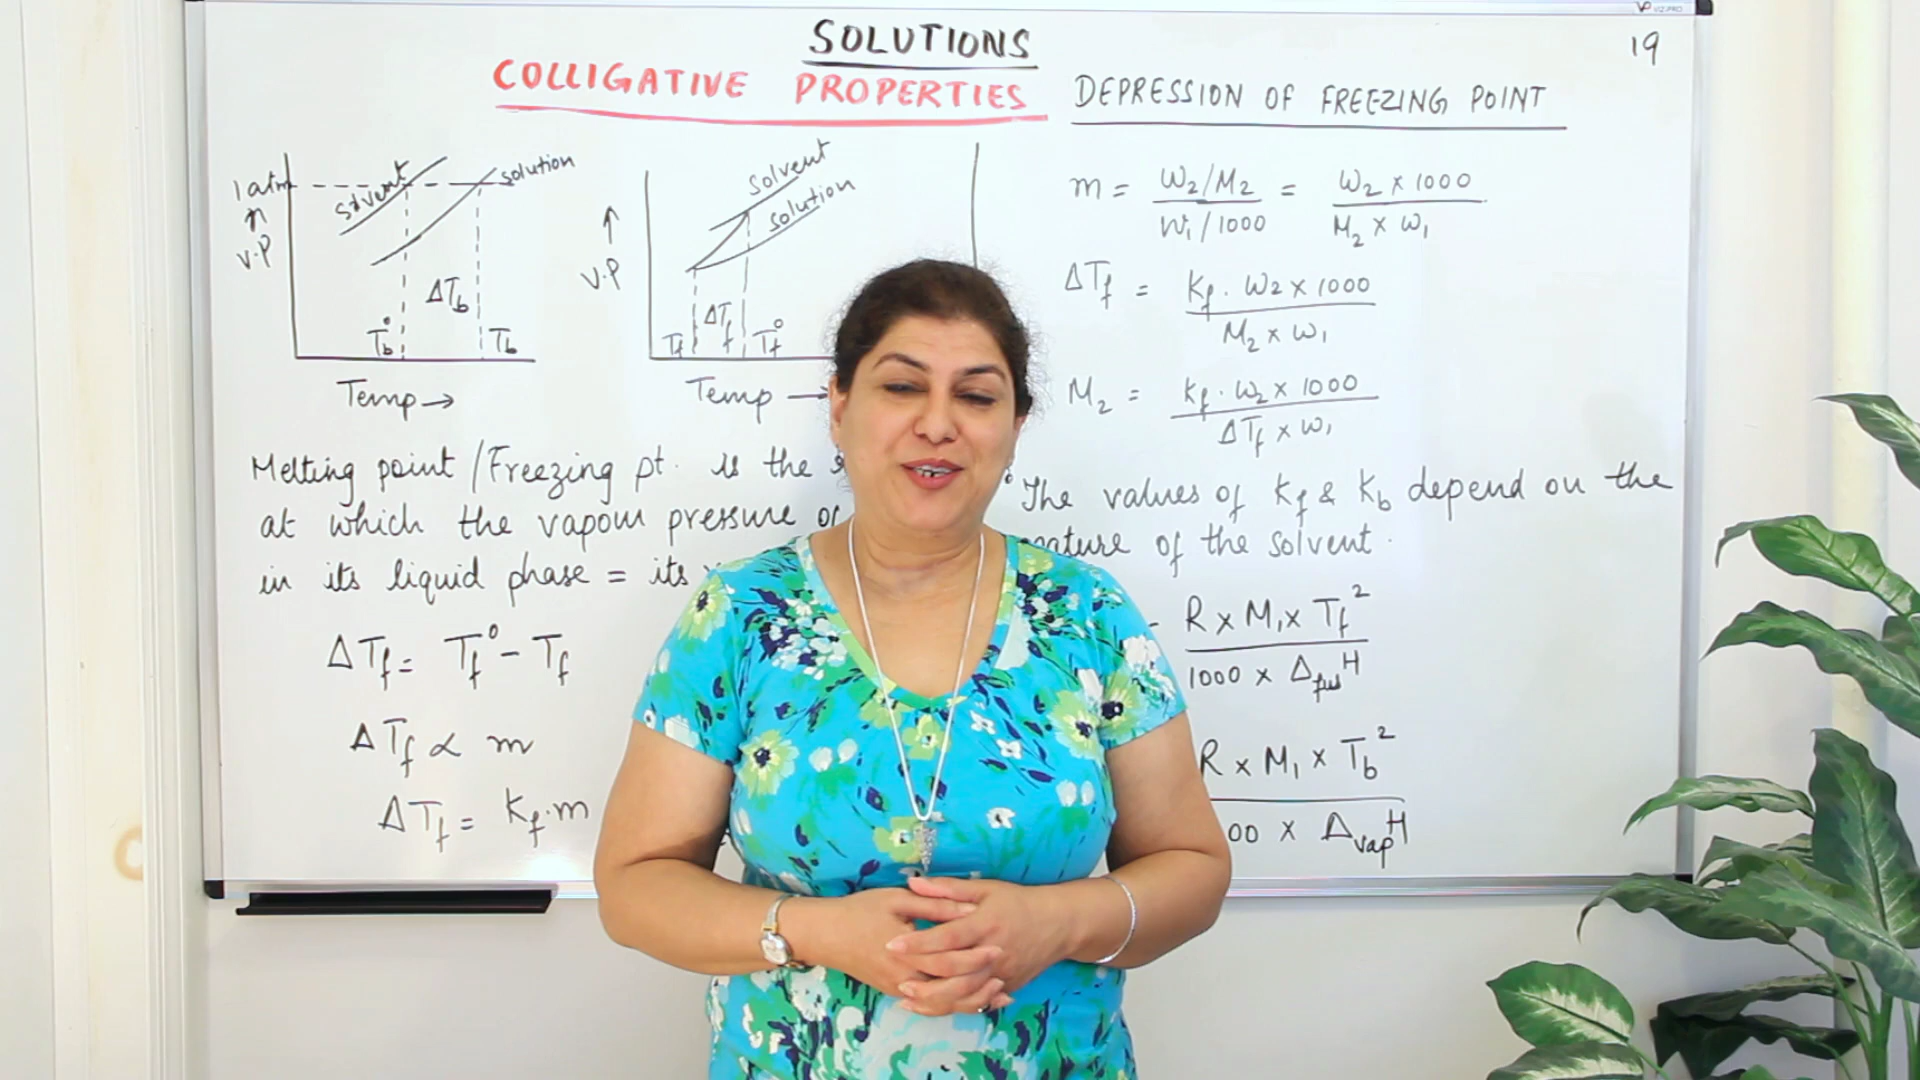 VIZ-PRO
SOLUTIONS
19
COLLIGATIVE PROPERTIES
DEPRESSION OF FREEZING POINT
1 atm
V.P
solvent
solution
ΔTb
Tb°
Tb
Temp →
V.P
solvent
solution
ΔTf
Tf
Tf°
Temp →
Melting point / Freezing pt. is the
at which the vapour pressure of
in its liquid phase = its
ΔTf = Tf° - Tf
ΔTf ∝ m
ΔTf = Kf.m
m = W2/M2 / W1/1000 = W2 x 1000 / M2 x W1
ΔTf = Kf . W2 x 1000 / M2 x W1
M2 = Kf . W2 x 1000 / ΔTf x W1
The values of Kf & Kb depend on the
nature of the solvent.
R x M1 x Tf² / 1000 x ΔfusH
R x M1 x Tb² / 00 x ΔvapH